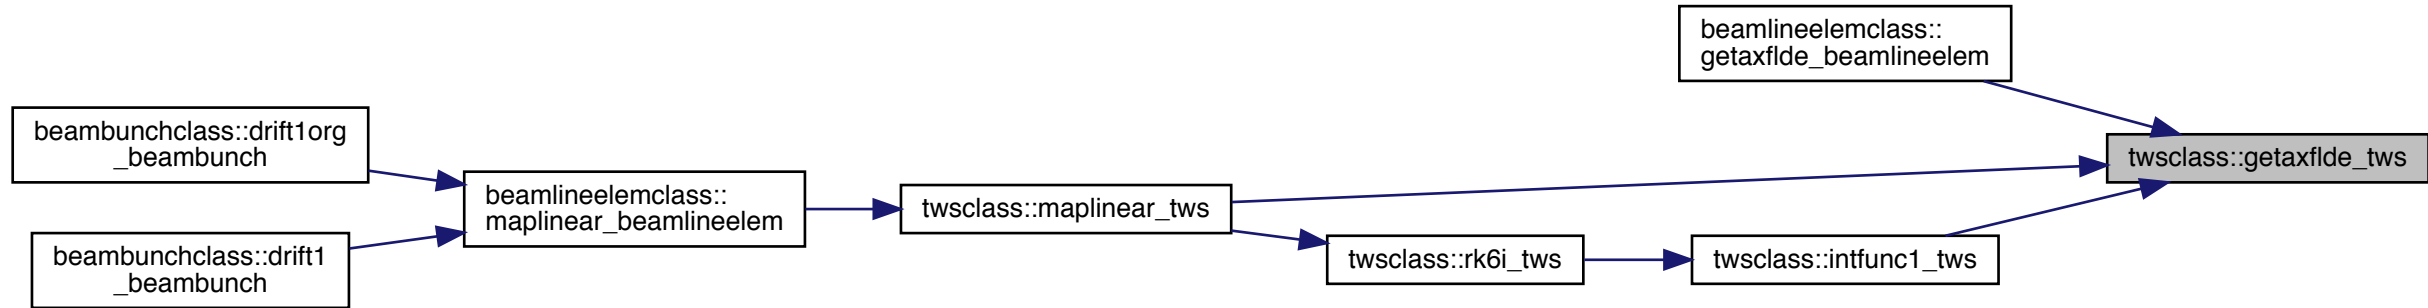 beamlineelemclass::
getaxflde_beamlineelem
beambunchclass::drift1org
_beambunch
twsclass::getaxflde_tws
beamlineelemclass::
maplinear_beamlineelem
twsclass::maplinear_tws
beambunchclass::drift1
_beambunch
twsclass::rk6i_tws
twsclass::intfunc1_tws